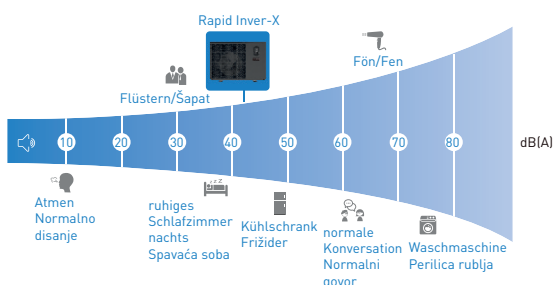 Rapid Inver-X
Fön/Fen
Flüstern/Šapat
10 20 30 40 50 60 70 80 dB(A)
Atmen
Normalno
disanje
ruhiges
Schlafzimmer
nachts
Spavaća soba
Kühlschrank
Frižider
normale
Konversation
Normalni
govor
Waschmaschine
Perilica rublja